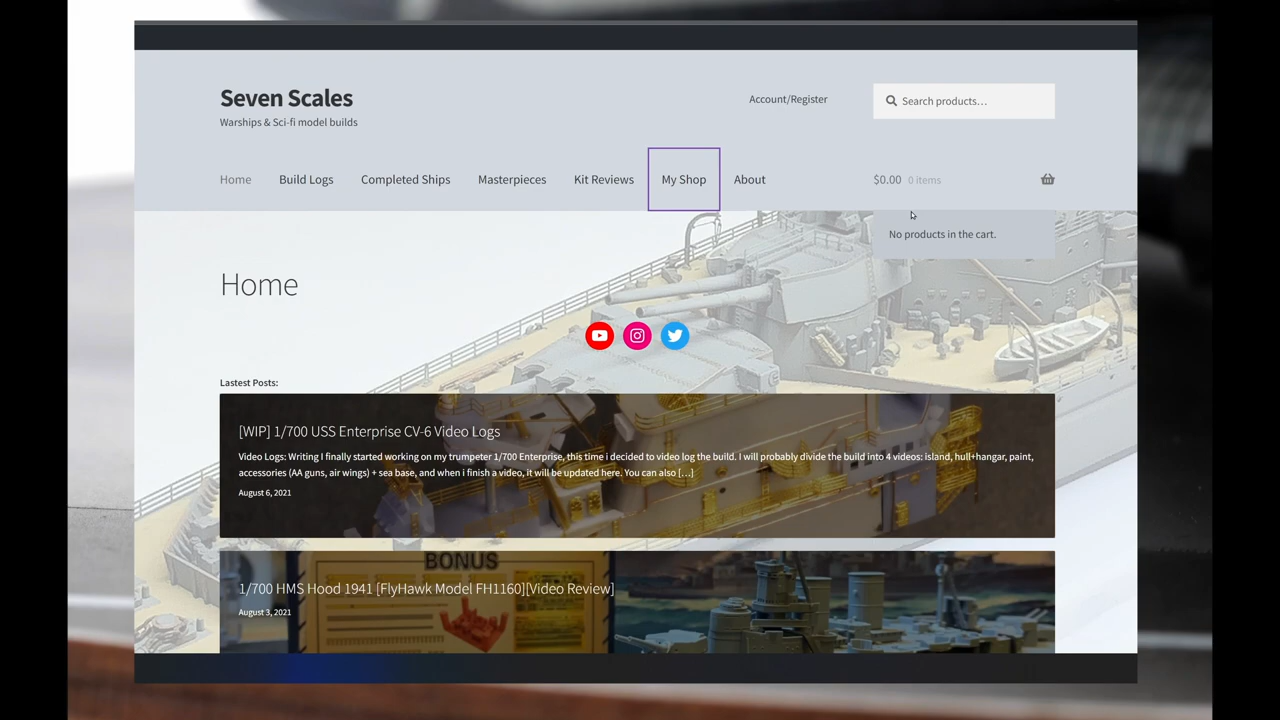 Seven Scales
Warships & Sci-fi model builds
Account/Register
Search products...
Home
Build Logs
Completed Ships
Masterpieces
Kit Reviews
My Shop
About
$0.00 0 items
No products in the cart.
Home
Lastest Posts:
[WIP] 1/700 USS Enterprise CV-6 Video Logs
Video Logs: Writing I finally started working on my trumpeter 1/700 Enterprise, this time i decided to video log the build. I will probably divide the build into 4 videos: island, hull+hangar, paint,
accessories (AA guns, air wings) + sea base, and when i finish a video, it will be updated here. You can also [...]
August 6, 2021
BONUS
1/700 HMS Hood 1941 [FlyHawk Model FH1160][Video Review]
August 3, 2021